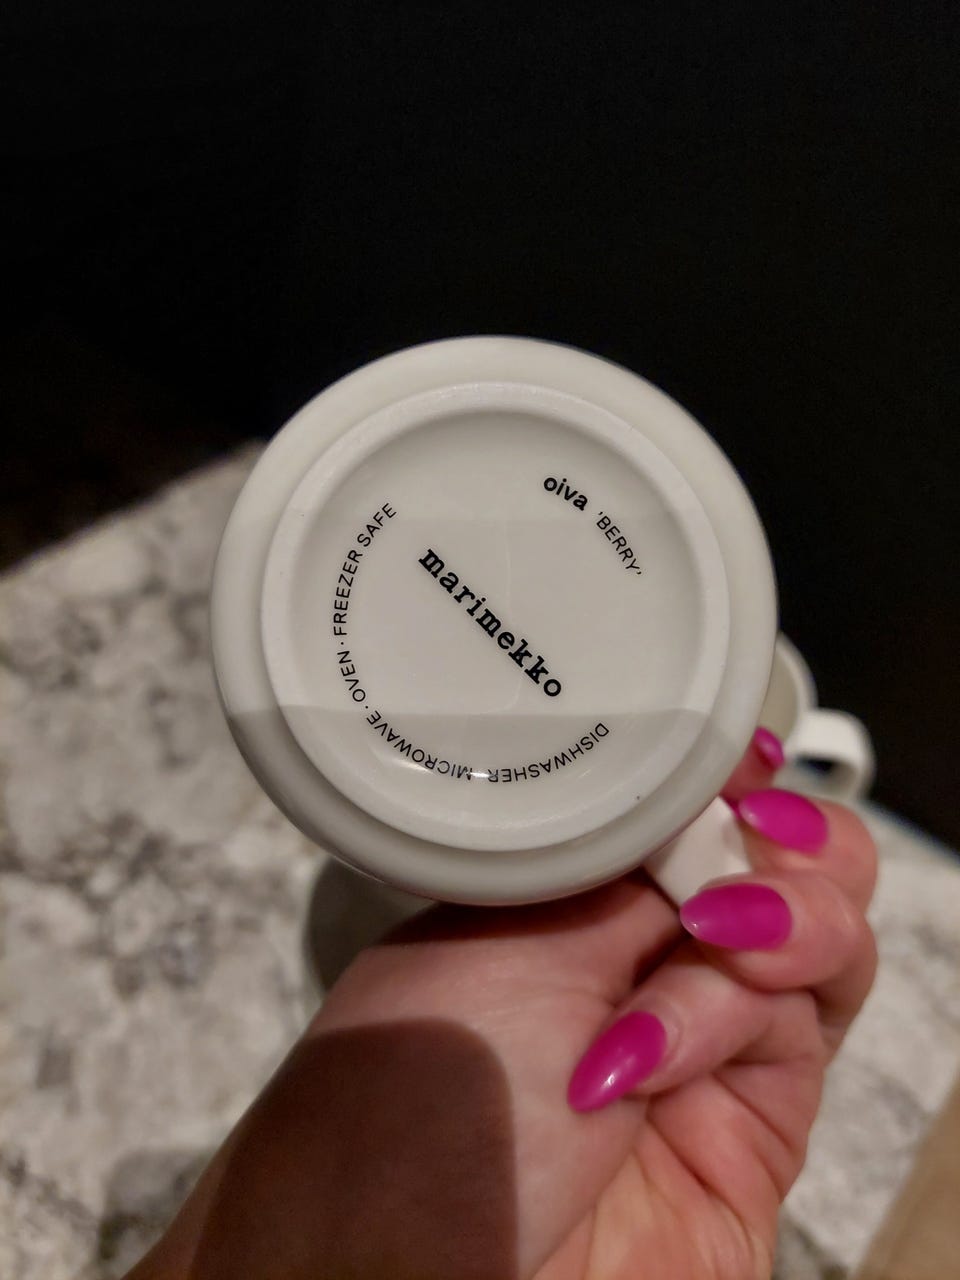 oiva 'BERRY'
marimekko
DISHWASHER MICROWAVE · OVEN · FREEZER SAFE